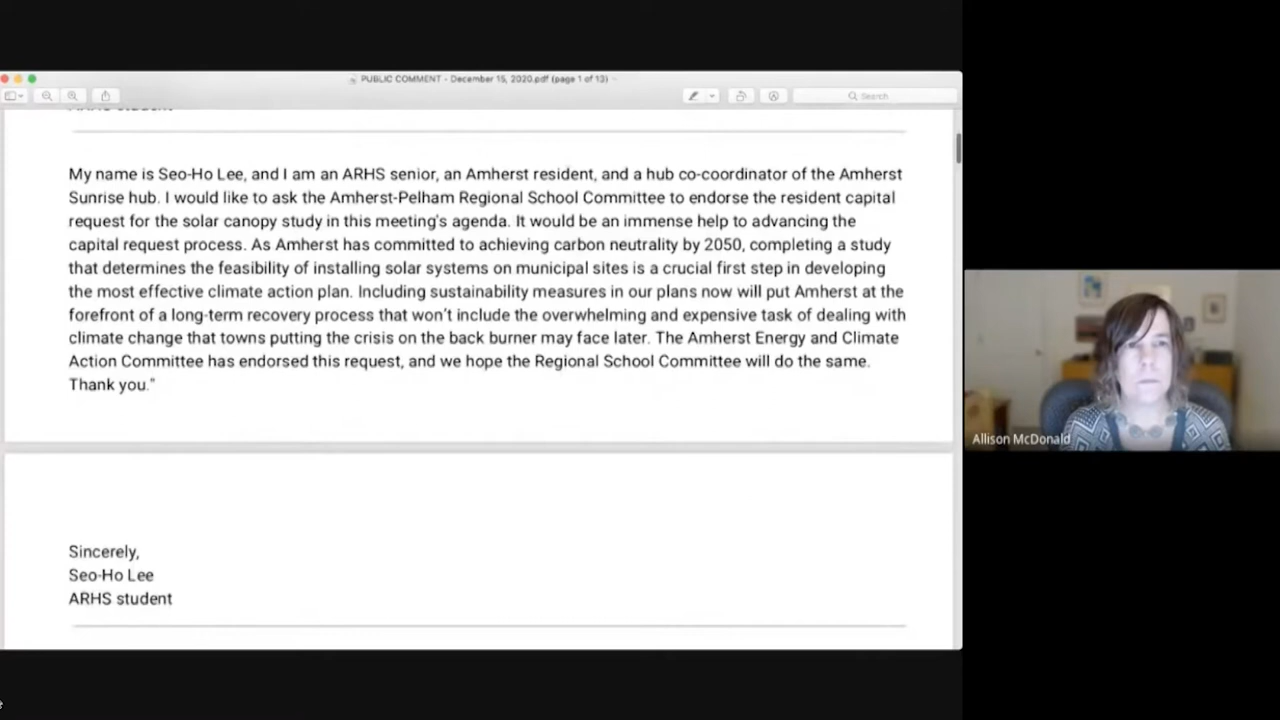 PUBLIC COMMENT - December 15, 2020.pdf (page 1 of 13)
Search
My name is Seo-Ho Lee, and I am an ARHS senior, an Amherst resident, and a hub co-coordinator of the Amherst
Sunrise hub. I would like to ask the Amherst-Pelham Regional School Committee to endorse the resident capital
request for the solar canopy study in this meeting's agenda. It would be an immense help to advancing the
capital request process. As Amherst has committed to achieving carbon neutrality by 2050, completing a study
that determines the feasibility of installing solar systems on municipal sites is a crucial first step in developing
the most effective climate action plan. Including sustainability measures in our plans now will put Amherst at the
forefront of a long-term recovery process that won't include the overwhelming and expensive task of dealing with
climate change that towns putting the crisis on the back burner may face later. The Amherst Energy and Climate
Action Committee has endorsed this request, and we hope the Regional School Committee will do the same.
Thank you."
Sincerely,
Seo-Ho Lee
ARHS student
Allison McDonald